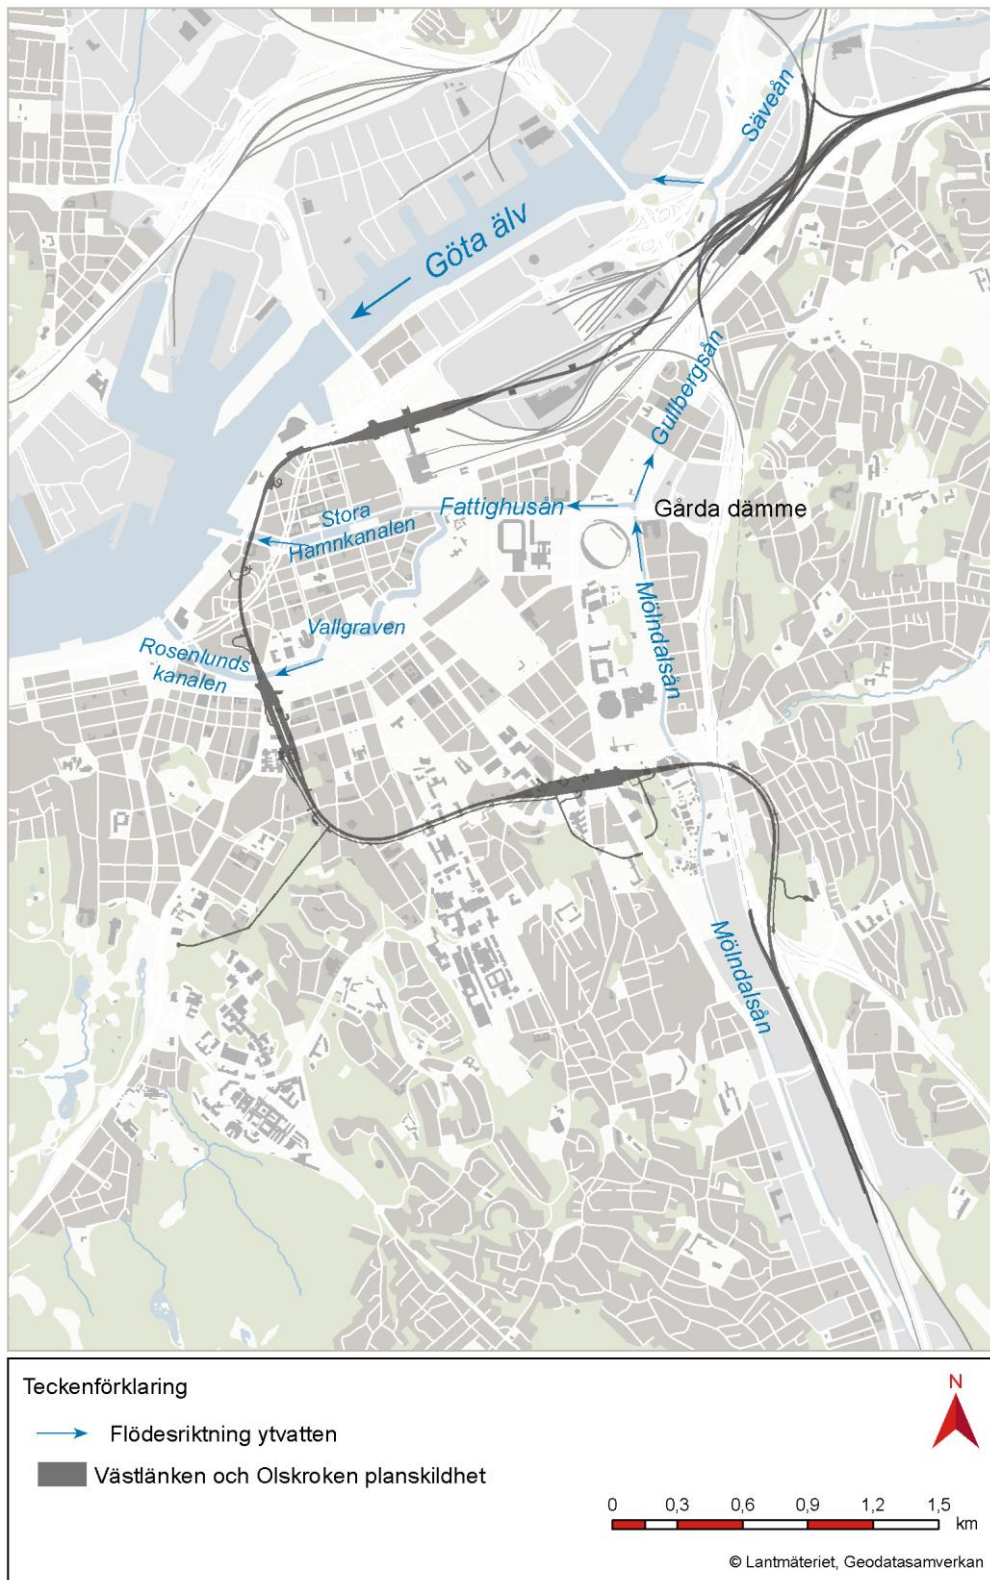 Säveån
Göta älv
Gullbergsån
Fattighusån
Gårda dämme
Stora
Hamnkanalen
Mölndalsån
Vallgraven
Rosenlunds
kanalen
Mölndalsån
Teckenförklaring
Flödesriktning ytvatten
Västlänken och Olskroken planskildhet
N
0 0,3 0,6 0,9 1,2 1,5
km
© Lantmäteriet, Geodatasamverkan